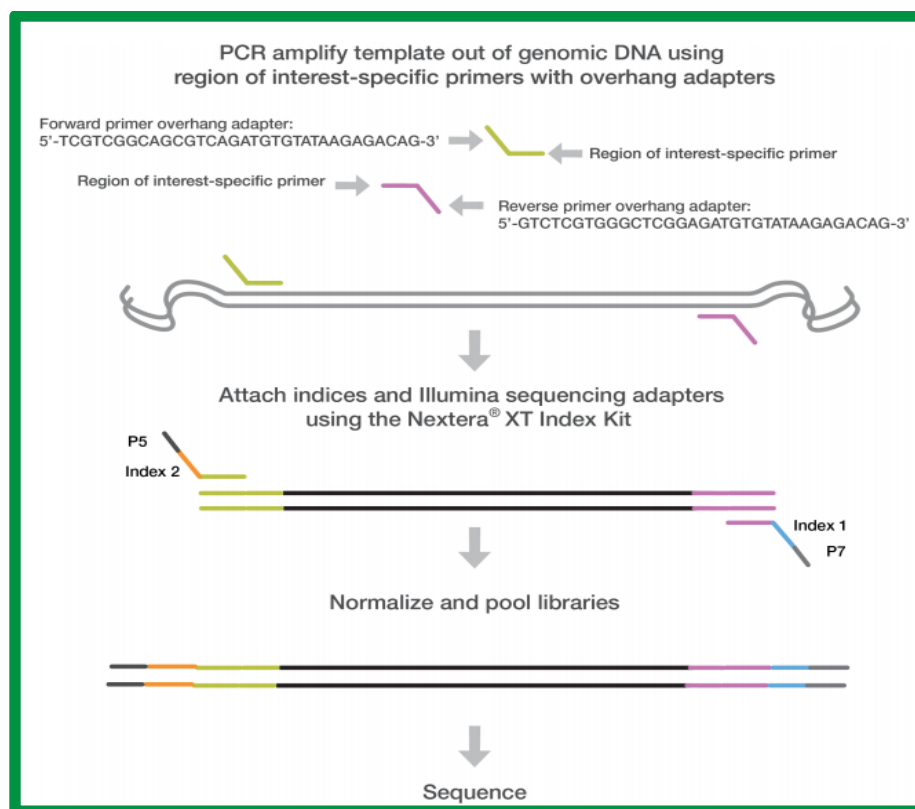 PCR amplify template out of genomic DNA using
region of interest-specific primers with overhang adapters
Forward primer overhang adapter:
5'-TCGTCGGCAGCGTCAGATGTGTATAAGAGACAG-3'
Region of interest-specific primer
Region of interest-specific primer
Reverse primer overhang adapter:
5'-GTCTCGTGGGCTCGGAGATGTGTATAAGAGACAG-3'
Attach indices and Illumina sequencing adapters
using the Nextera® XT Index Kit
P5
Index 2
Index 1
P7
Normalize and pool libraries
Sequence